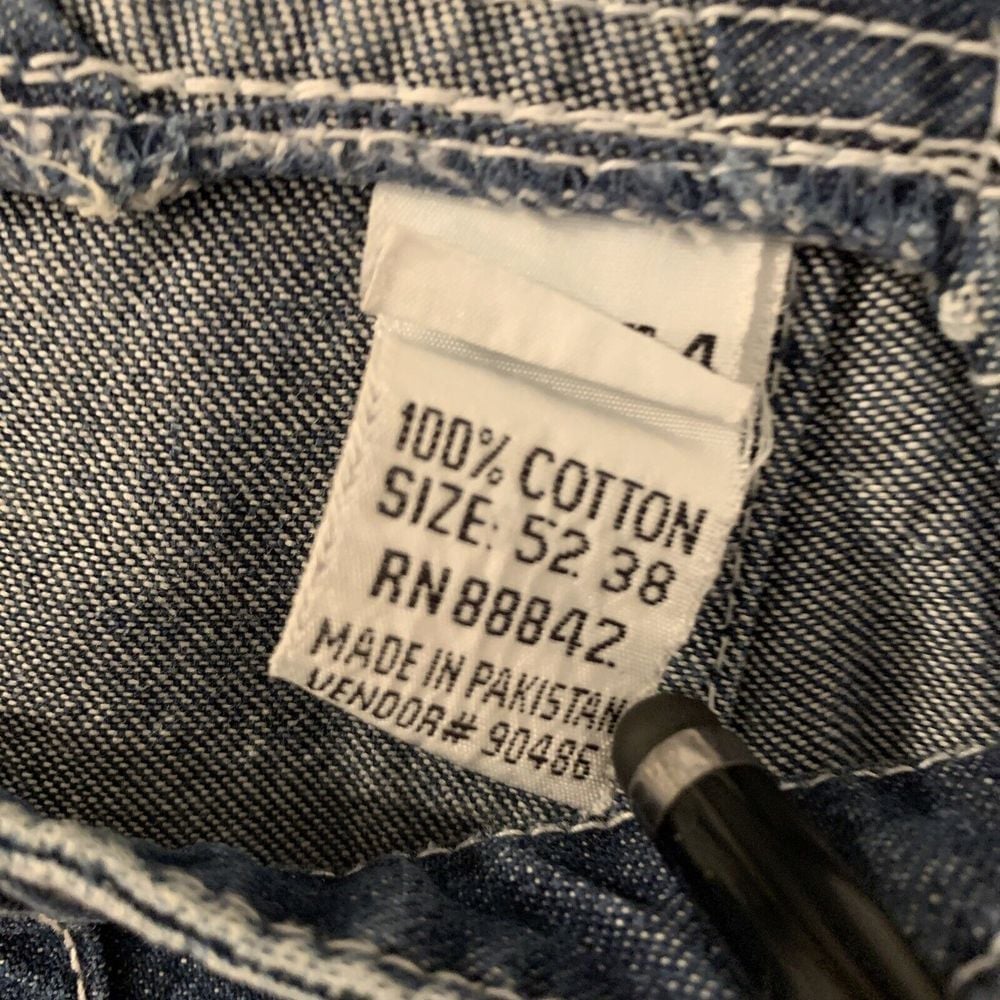 100% COTTON
SIZE: 52 38
RN 88842
MADE IN PAKISTAN
VENDOR# 90486